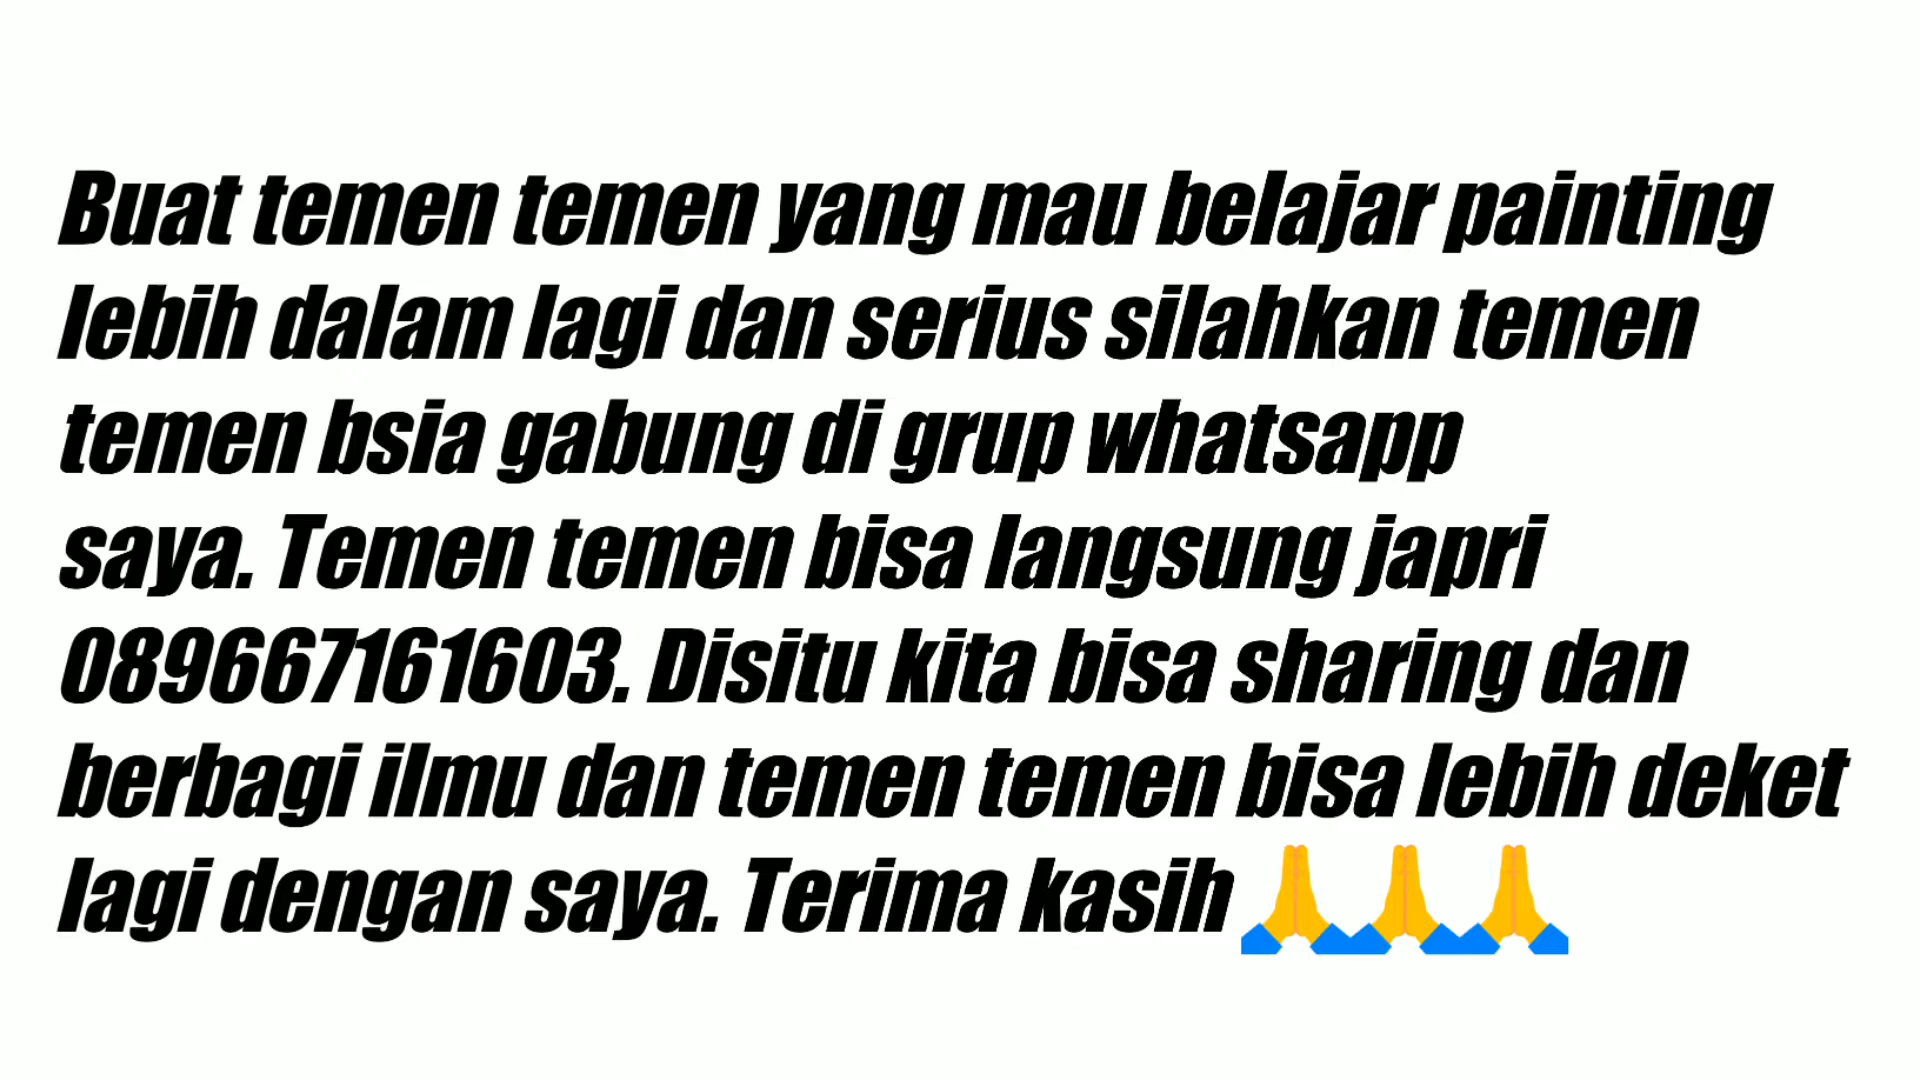 Buat temen temen yang mau belajar painting
lebih dalam lagi dan serius silahkan temen
temen bsia gabung di grup whatsapp
saya. Temen temen bisa langsung japri
089667161603. Disitu kita bisa sharing dan
berbagi ilmu dan temen temen bisa lebih deket
lagi dengan saya. Terima kasih 🙏🙏🙏